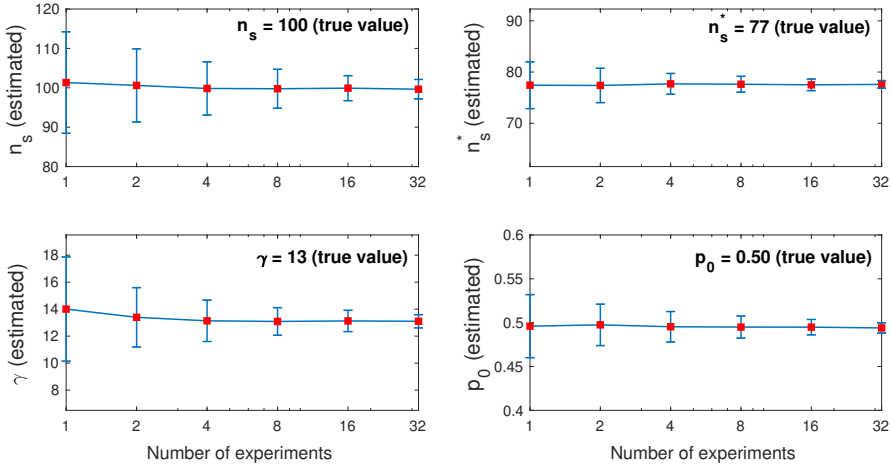 n_s = 100 (true value)
n_s (estimated)
120
110
100
90
80
1 2 4 8 16 32
n_s^* = 77 (true value)
n_s^* (estimated)
90
80
70
1 2 4 8 16 32
γ = 13 (true value)
γ (estimated)
18
16
14
12
10
8
1 2 4 8 16 32
Number of experiments
p_0 = 0.50 (true value)
p_0 (estimated)
0.6
0.55
0.5
0.45
0.4
1 2 4 8 16 32
Number of experiments